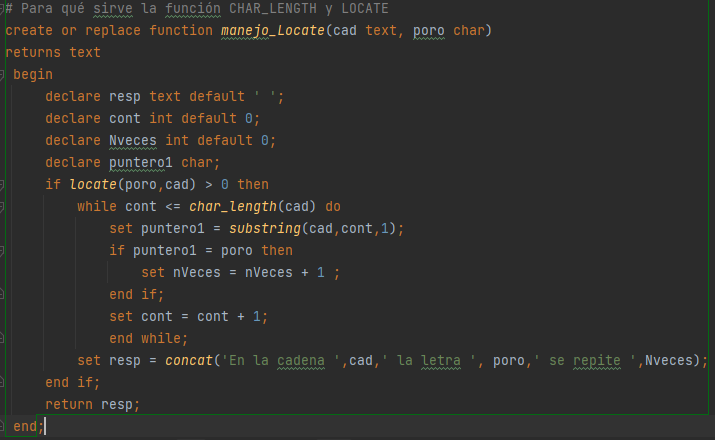 # Para qué sirve la función CHAR_LENGTH y LOCATE
create or replace function manejo_Locate(cad text, poro char)
returns text
begin
declare resp text default ' ';
declare cont int default 0;
declare Nveces int default 0;
declare puntero1 char;
if locate(poro,cad) > 0 then
while cont <= char_length(cad) do
set puntero1 = substring(cad,cont,1);
if puntero1 = poro then
set nVeces = nVeces + 1 ;
end if;
set cont = cont + 1;
end while;
set resp = concat('En la cadena ',cad,' la letra ', poro,' se repite ',Nveces);
end if;
return resp;
end;